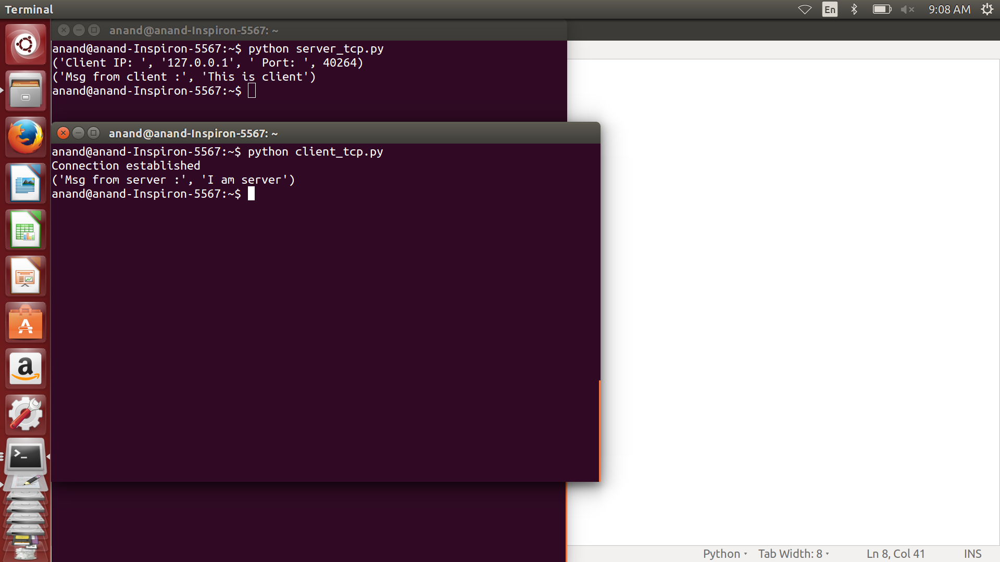 Terminal
En
9:08 AM
anand@anand-Inspiron-5567: ~
anand@anand-Inspiron-5567:~$ python server_tcp.py
('Client IP: ', '127.0.0.1', ' Port: ', 40264)
('Msg from client :', 'This is client')
anand@anand-Inspiron-5567:~$
anand@anand-Inspiron-5567: ~
anand@anand-Inspiron-5567:~$ python client_tcp.py
Connection established
('Msg from server :', 'I am server')
anand@anand-Inspiron-5567:~$
Python
Tab Width: 8
Ln 8, Col 41
INS